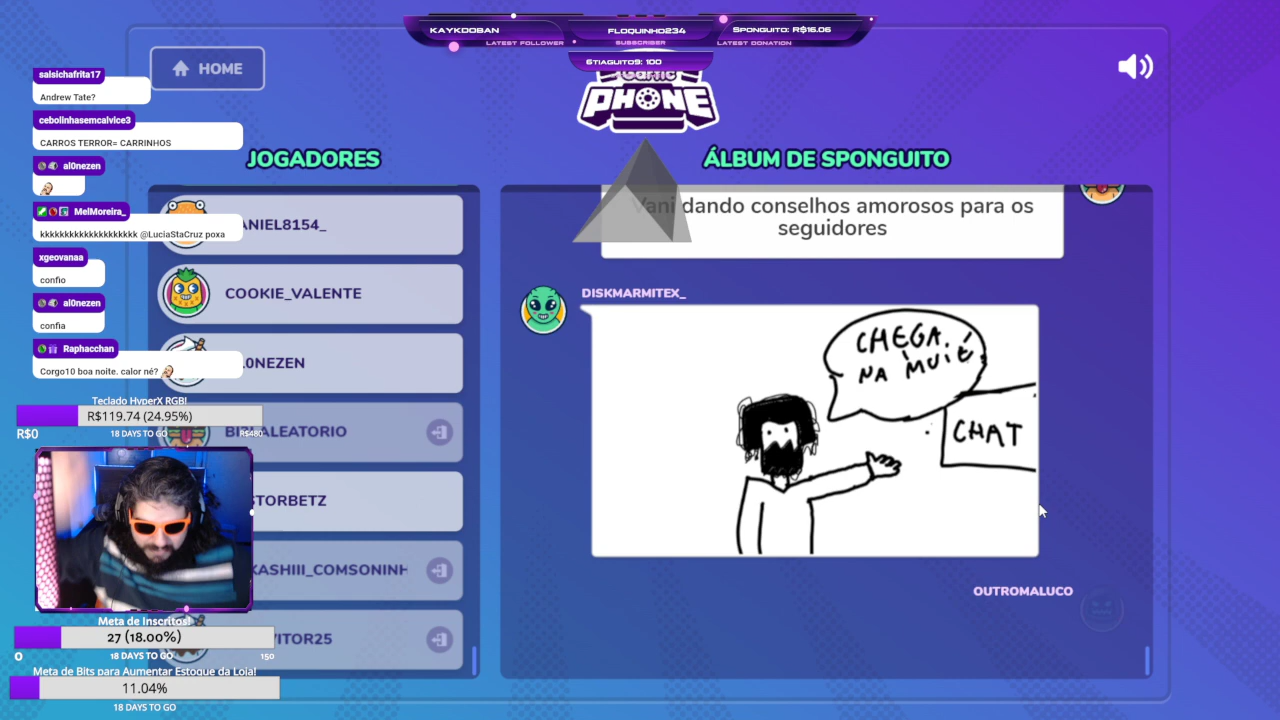 KAYKDOBAN
LATEST FOLLOWER
FLOQUINHO234
SUBSCRIBER
SPONGUITO: R$16.06
LATEST DONATION
6TIAGUITO9: 100
HOME
PHONE
salsichafrita17
Andrew Tate?
cebolinhasemcalvice3
CARROS TERROR= CARRINHOS
al0nezen
MelMoreira_
kkkkkkkkkkkkkkkkkkk @LuciaStaCruz poxa
xgeovanaa
confio
al0nezen
confia
Raphacchan
Corgo10 boa noite. calor né?
Teclado HyperX RGB!
R$119.74 (24.95%)
R$0
18 DAYS TO GO
R$480
Meta de Inscritos!
27 (18.00%)
0
18 DAYS TO GO
150
Meta de Bits para Aumentar Estoque da Loja!
11.04%
18 DAYS TO GO
JOGADORES
ANIEL8154_
COOKIE_VALENTE
L0NEZEN
ALEATORIO
STORBETZ
KASHIII_COMSONINH
VITOR25
ÁLBUM DE SPONGUITO
Vani dando conselhos amorosos para os
seguidores
DISKMARMITEX_
CHEGA.
NA MUIÉ
CHAT
OUTROMALUCO